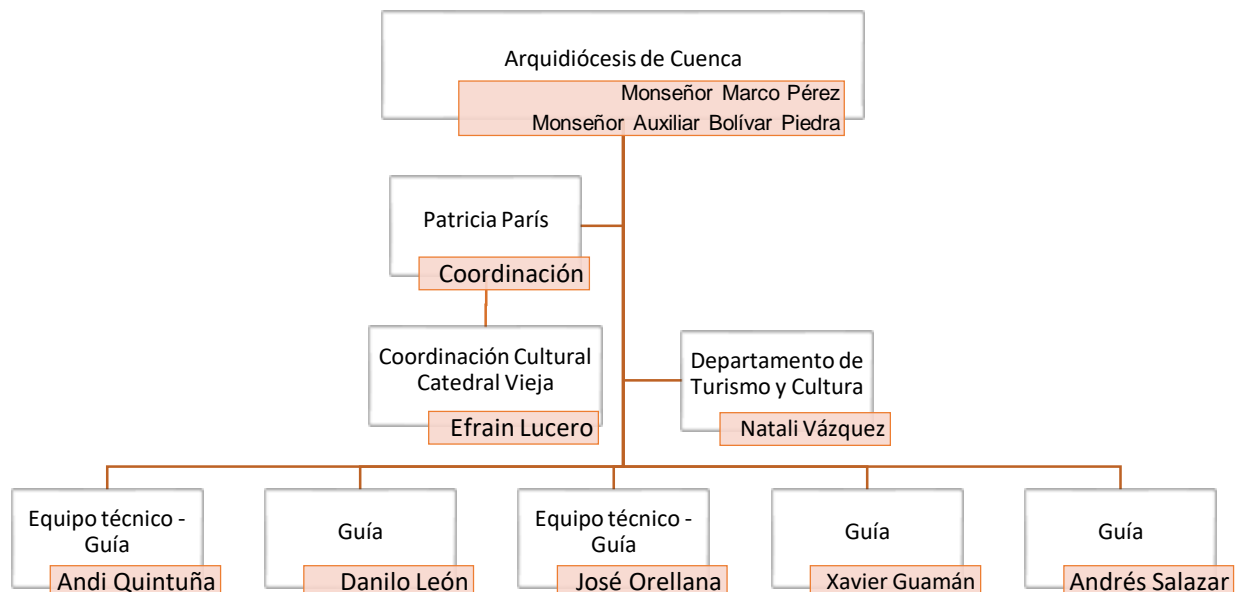 Arquidiócesis de Cuenca
Monseñor Marco Pérez
Monseñor Auxiliar Bolívar Piedra
Patricia París
Coordinación
Coordinación Cultural
Catedral Vieja
Efrain Lucero
Departamento de
Turismo y Cultura
Natali Vázquez
Equipo técnico -
Guía
Andi Quintuña
Guía
Danilo León
Equipo técnico -
Guía
José Orellana
Guía
Xavier Guamán
Guía
Andrés Salazar